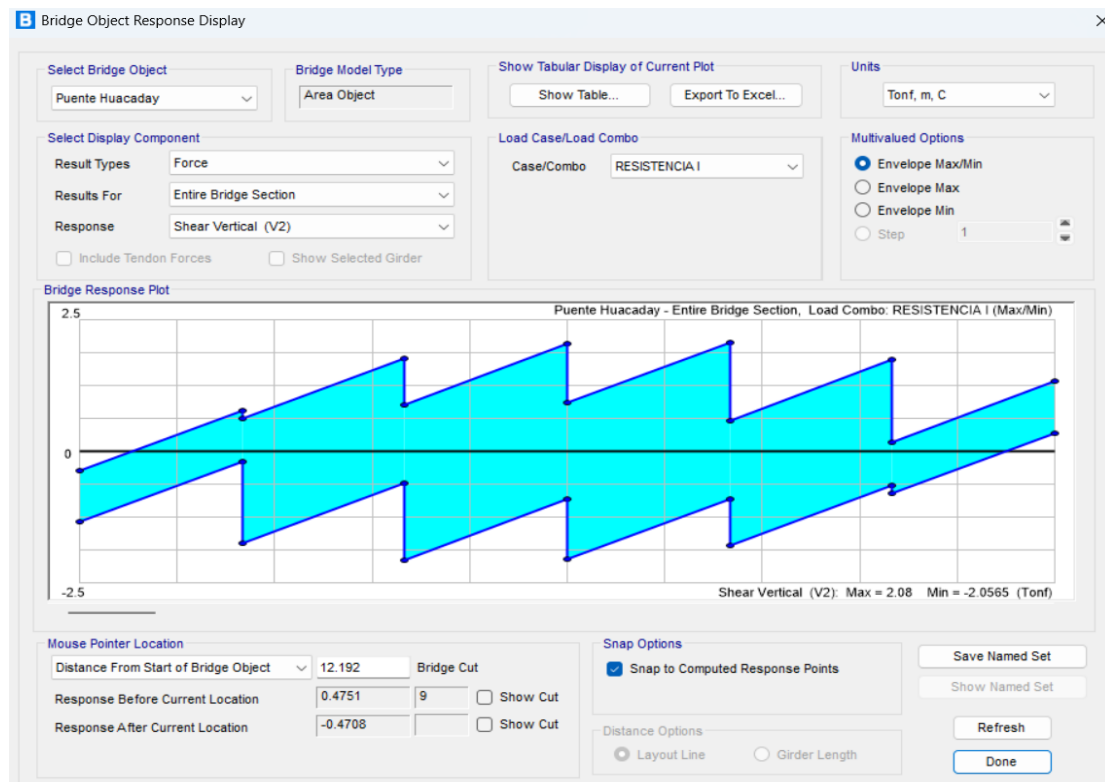 B Bridge Object Response Display
Select Bridge Object
Puente Huacaday
Bridge Model Type
Area Object
Show Tabular Display of Current Plot
Show Table...
Export To Excel...
Units
Tonf, m, C
Select Display Component
Result Types
Force
Results For
Entire Bridge Section
Response
Shear Vertical (V2)
Include Tendon Forces
Show Selected Girder
Load Case/Load Combo
Case/Combo
RESISTENCIA I
Multivalued Options
Envelope Max/Min
Envelope Max
Envelope Min
Step
1
Bridge Response Plot
Puente Huacaday - Entire Bridge Section, Load Combo: RESISTENCIA I (Max/Min)
2.5
0
-2.5
Shear Vertical (V2): Max = 2.08 Min = -2.0565 (Tonf)
Mouse Pointer Location
Distance From Start of Bridge Object
12.192
Bridge Cut
Response Before Current Location
0.4751
9
Show Cut
Response After Current Location
-0.4708
Show Cut
Snap Options
Snap to Computed Response Points
Distance Options
Layout Line
Girder Length
Save Named Set
Show Named Set
Refresh
Done